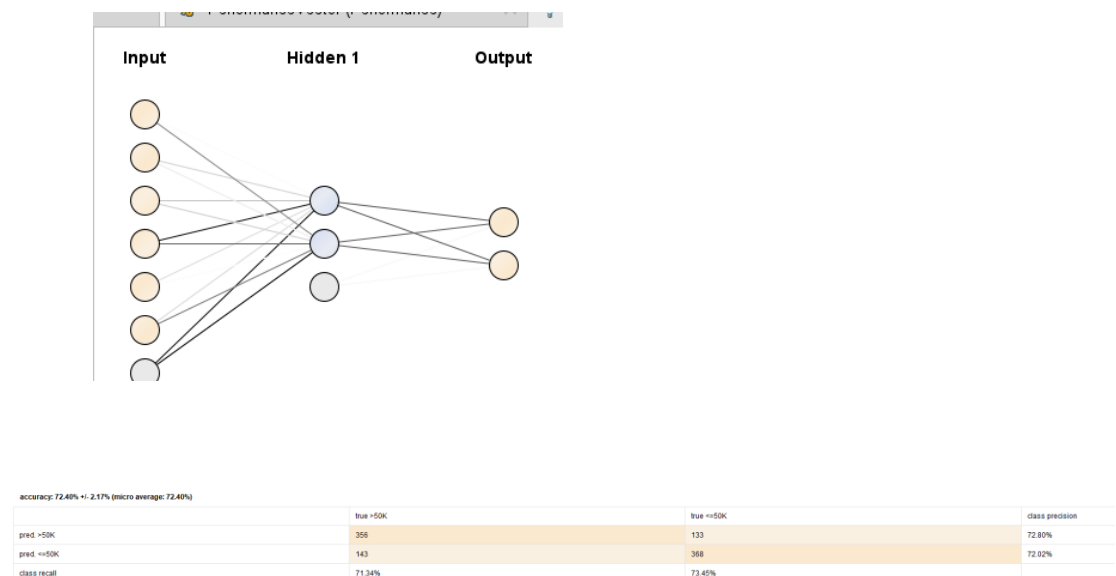 Input Hidden 1 Output
accuracy: 72.40% +/- 2.17% (micro average: 72.40%)
true >50K true <=50K class precision
pred. >50K 356 133 72.80%
pred. <=50K 143 368 72.02%
class recall 71.34% 73.45%